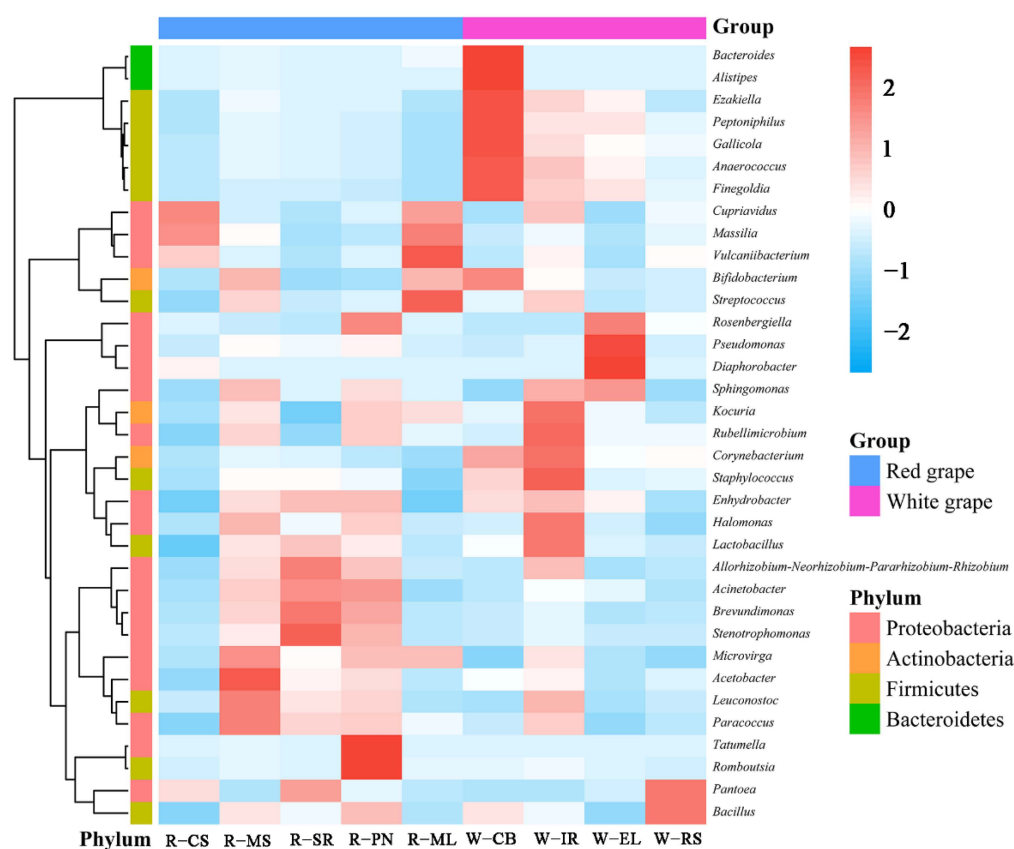 Group
Bacteroides
Alistipes
Ezakiella
Peptoniphilus
Gallicola
Anaerococcus
Finegoldia
Cupriavidus
Massilia
Vulcaniibacterium
Bifidobacterium
Streptococcus
Rosenbergiella
Pseudomonas
Diaphorobacter
Sphingomonas
Kocuria
Rubellimicrobium
Corynebacterium
Staphylococcus
Enhydrobacter
Halomonas
Lactobacillus
Allorhizobium-Neorhizobium-Pararhizobium-Rhizobium
Acinetobacter
Brevundimonas
Stenotrophomonas
Microvirga
Acetobacter
Leuconostoc
Paracoccus
Tatumella
Romboutsia
Pantoea
Bacillus
Phylum R−CS R−MS R−SR R−PN R−ML W−CB W−IR W−EL W−RS
2
1
0
−1
−2
Group
Red grape
White grape
Phylum
Proteobacteria
Actinobacteria
Firmicutes
Bacteroidetes